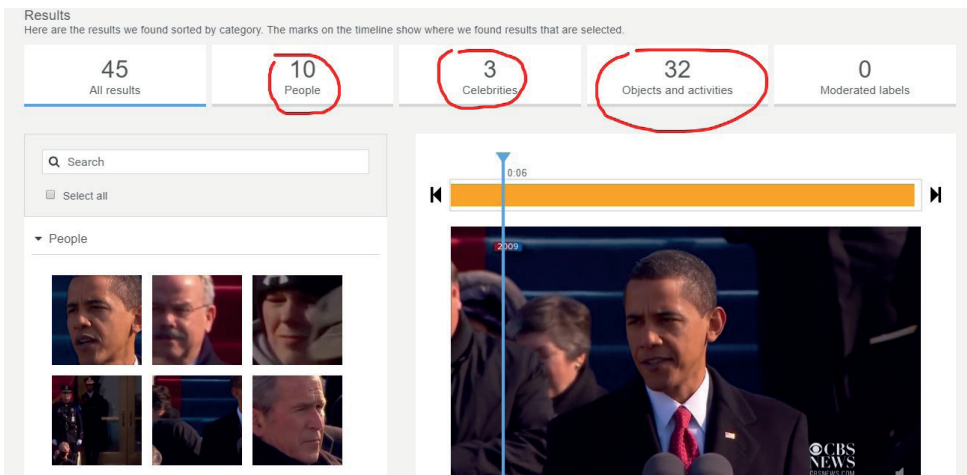 Results
Here are the results we found sorted by category. The marks on the timeline show where we found results that are selected.
45
All results
10
People
3
Celebrities
32
Objects and activities
0
Moderated labels
Search
Select all
People
0:06
2009
CBS
NEWS
CBSNEWS.COM